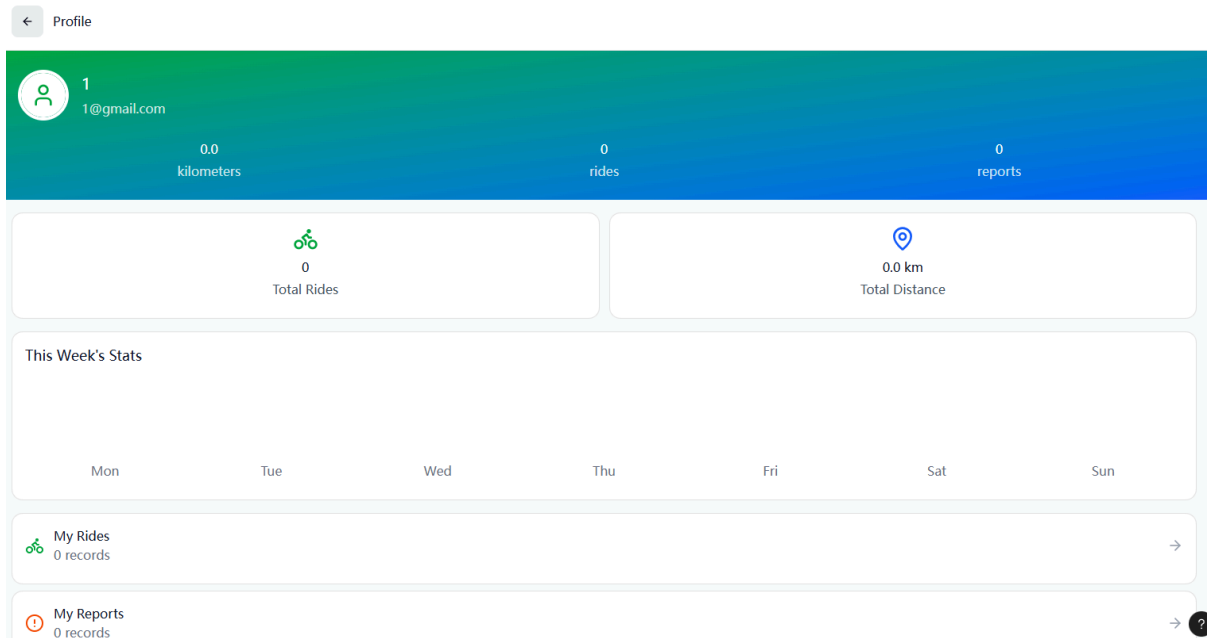 Profile
1
1@gmail.com
0.0
kilometers
0
rides
0
reports
0
Total Rides
0.0 km
Total Distance
This Week's Stats
Mon Tue Wed Thu Fri Sat Sun
My Rides
0 records
My Reports
0 records
?